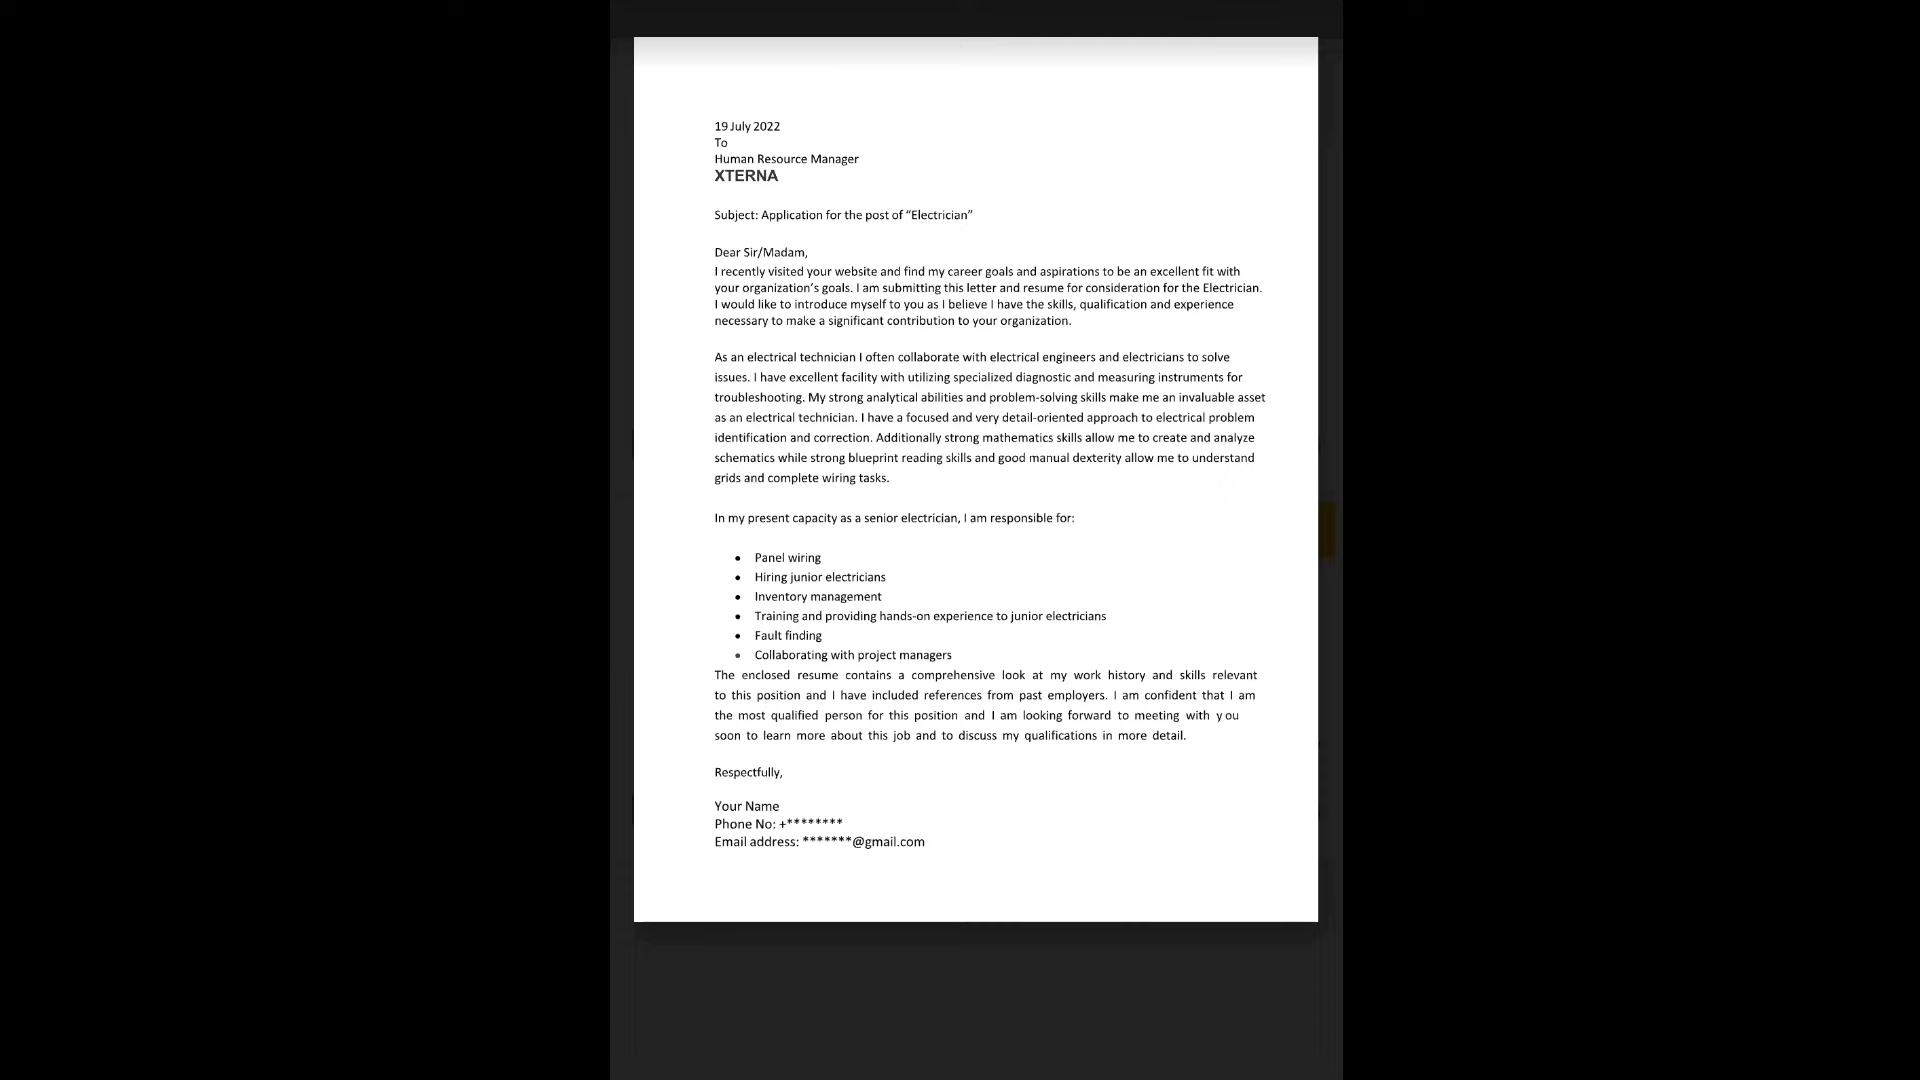 19 July 2022
To
Human Resource Manager
XTERNA
Subject: Application for the post of “Electrician”
Dear Sir/Madam,
I recently visited your website and find my career goals and aspirations to be an excellent fit with
your organization’s goals. I am submitting this letter and resume for consideration for the Electrician.
I would like to introduce myself to you as I believe I have the skills, qualification and experience
necessary to make a significant contribution to your organization.
As an electrical technician I often collaborate with electrical engineers and electricians to solve
issues. I have excellent facility with utilizing specialized diagnostic and measuring instruments for
troubleshooting. My strong analytical abilities and problem-solving skills make me an invaluable asset
as an electrical technician. I have a focused and very detail-oriented approach to electrical problem
identification and correction. Additionally strong mathematics skills allow me to create and analyze
schematics while strong blueprint reading skills and good manual dexterity allow me to understand
grids and complete wiring tasks.
In my present capacity as a senior electrician, I am responsible for:
• Panel wiring
• Hiring junior electricians
• Inventory management
• Training and providing hands-on experience to junior electricians
• Fault finding
• Collaborating with project managers
The enclosed resume contains a comprehensive look at my work history and skills relevant
to this position and I have included references from past employers. I am confident that I am
the most qualified person for this position and I am looking forward to meeting with y ou
soon to learn more about this job and to discuss my qualifications in more detail.
Respectfully,
Your Name
Phone No: +********
Email address: *******@gmail.com